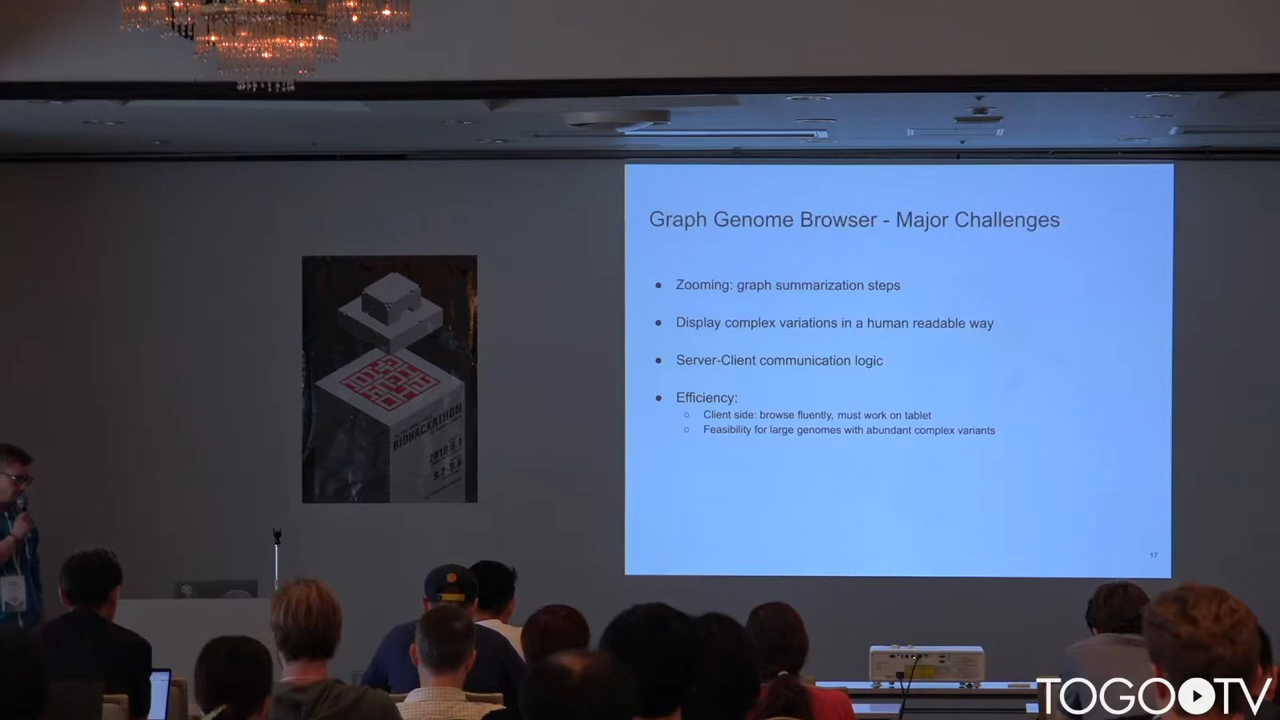 Graph Genome Browser - Major Challenges
● Zooming: graph summarization steps
● Display complex variations in a human readable way
● Server-Client communication logic
● Efficiency:
○ Client side: browse fluently, must work on tablet
○ Feasibility for large genomes with abundant complex variants
17
BIOHACKATHON
TOGO TV